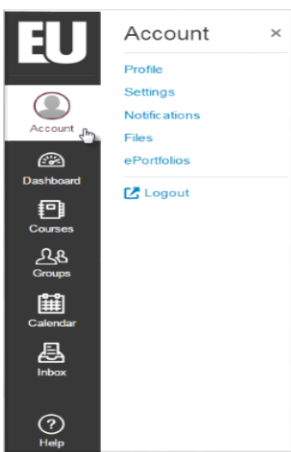 EU
Account
Dashboard
Courses
Groups
Calendar
Inbox
Help
Account ×
Profile
Settings
Notifications
Files
ePortfolios
Logout